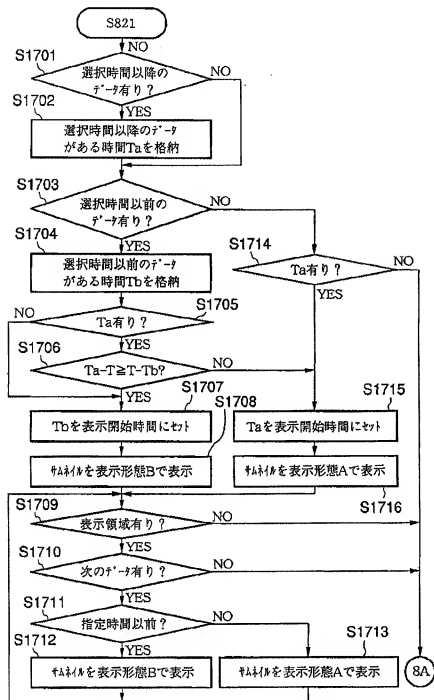 S821
NO
S1701
選択時間以降の
データ有り?
NO
S1702
YES
選択時間以降のデータ
がある時間Taを格納
S1703
選択時間以前の
データ有り?
NO
S1704
YES
S1714
選択時間以前のデータ
がある時間Tbを格納
Ta有り?
NO
S1705
YES
NO
Ta有り?
S1706
YES
Ta-T≧T-Tb?
NO
YES
S1707
S1715
Tbを表示開始時間にセット
S1708
Taを表示開始時間にセット
サムネイルを表示形態Bで表示
サムネイルを表示形態Aで表示
S1709
S1716
表示領域有り?
NO
S1710
YES
次のデータ有り?
NO
S1711
YES
指定時間以前?
NO
S1712
YES
S1713
サムネイルを表示形態Bで表示
サムネイルを表示形態Aで表示
8A